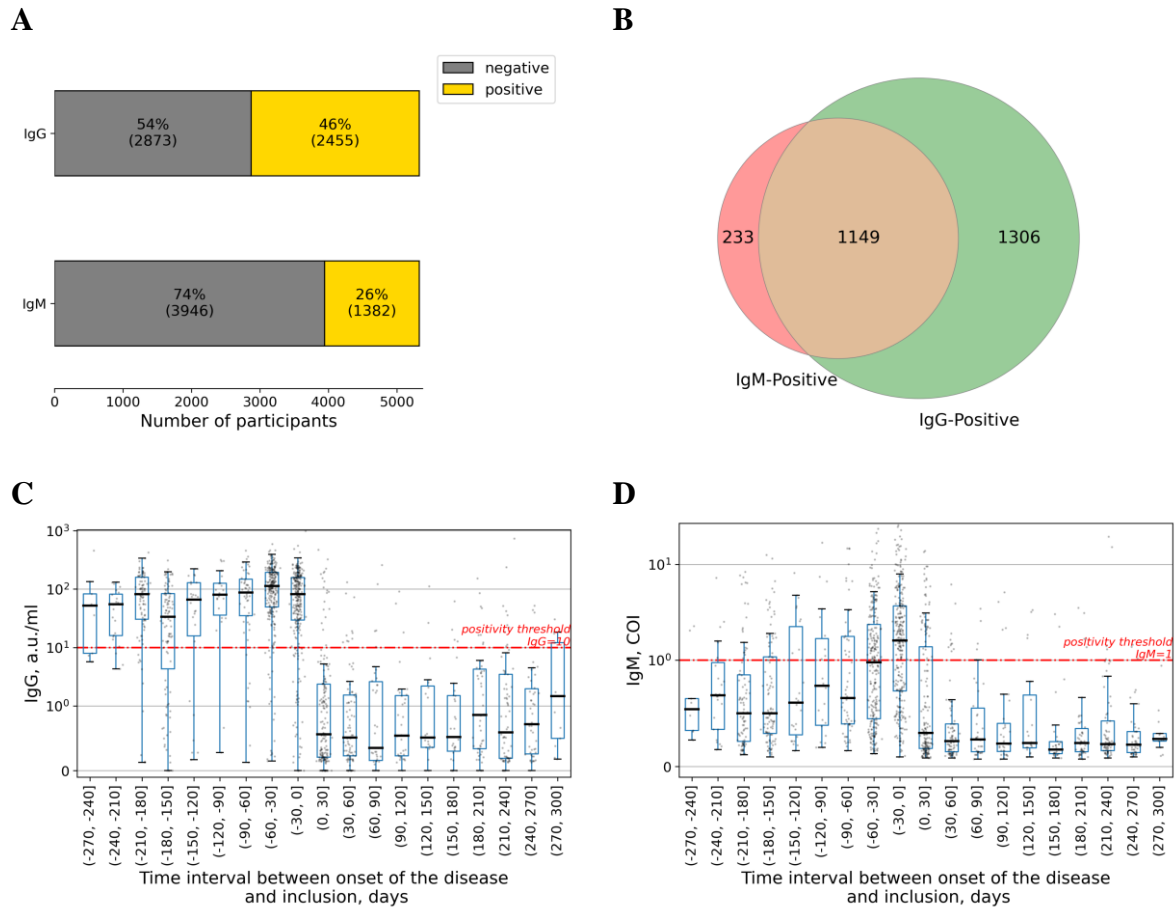 A
B
negative
positive
IgG
54%
(2873)
46%
(2455)
IgM
74%
(3946)
26%
(1382)
0 1000 2000 3000 4000 5000
Number of participants
233
1149
1306
IgM-Positive
IgG-Positive
C
D
IgG, a.u./ml
10³
10²
10¹
10⁰
0
positivity threshold
IgG=10
(-270, -240]
(-240, -210]
(-210, -180]
(-180, -150]
(-150, -120]
(-120, -90]
(-90, -60]
(-60, -30]
(-30, 0]
(0, 30]
(30, 60]
(60, 90]
(90, 120]
(120, 150]
(150, 180]
(180, 210]
(210, 240]
(240, 270]
(270, 300]
Time interval between onset of the disease
and inclusion, days
IgM, COI
10¹
10⁰
0
positivity threshold
IgM=1
(-270, -240]
(-240, -210]
(-210, -180]
(-180, -150]
(-150, -120]
(-120, -90]
(-90, -60]
(-60, -30]
(-30, 0]
(0, 30]
(30, 60]
(60, 90]
(90, 120]
(120, 150]
(150, 180]
(180, 210]
(210, 240]
(240, 270]
(270, 300]
Time interval between onset of the disease
and inclusion, days